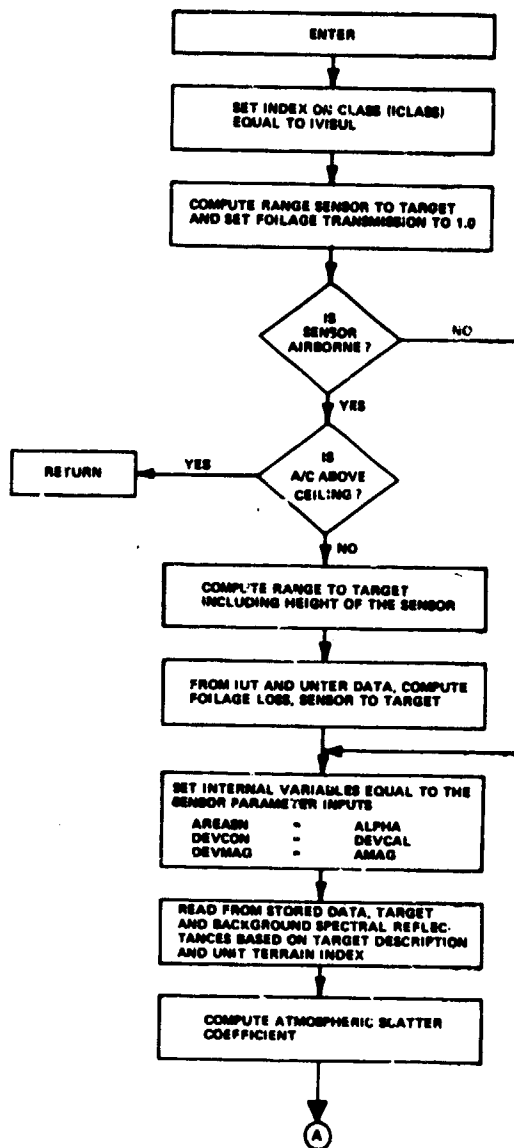 ENTER
SET INDEX ON CLASS (ICLASS)
EQUAL TO IVISUL
COMPUTE RANGE SENSOR TO TARGET
AND SET FOILAGE TRANSMISSION TO 1.0
IS
SENSOR
AIRBORNE?
NO
YES
IS
A/C ABOVE
CEILING?
YES
RETURN
NO
COMPUTE RANGE TO TARGET
INCLUDING HEIGHT OF THE SENSOR
FROM IUT AND UNTER DATA, COMPUTE
FOILAGE LOSS, SENSOR TO TARGET
SET INTERNAL VARIABLES EQUAL TO THE
SENSOR PARAMETER INPUTS
AREASN = ALPHA
DEVCON = DEVCAL
DEVMAG = AMAG
READ FROM STORED DATA, TARGET
AND BACKGROUND SPECTRAL REFLEC-
TANCES BASED ON TARGET DESCRIPTION
AND UNIT TERRAIN INDEX
COMPUTE ATMOSPHERIC SCATTER
COEFFICIENT
A